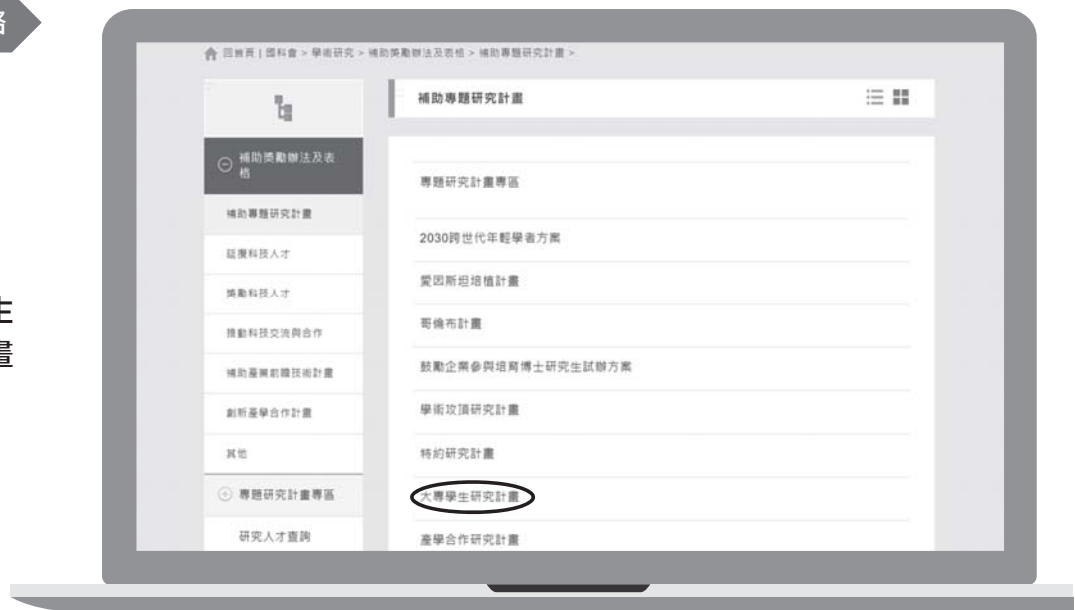 格
生
畫
回首頁 | 國科會 > 學術研究 > 補助獎勵辦法及表格 > 補助專題研究計畫 >
補助專題研究計畫
補助獎勵辦法及表
格
補助專題研究計畫
延攬科技人才
獎勵科技人才
推動科技交流與合作
補助產業前瞻技術計畫
創新產學合作計畫
其他
專題研究計畫專區
研究人才查詢
專題研究計畫專區
2030跨世代年輕學者方案
愛因斯坦培植計畫
哥倫布計畫
鼓勵企業參與培育博士研究生試辦方案
學術攻頂研究計畫
特約研究計畫
大專學生研究計畫
產學合作研究計畫